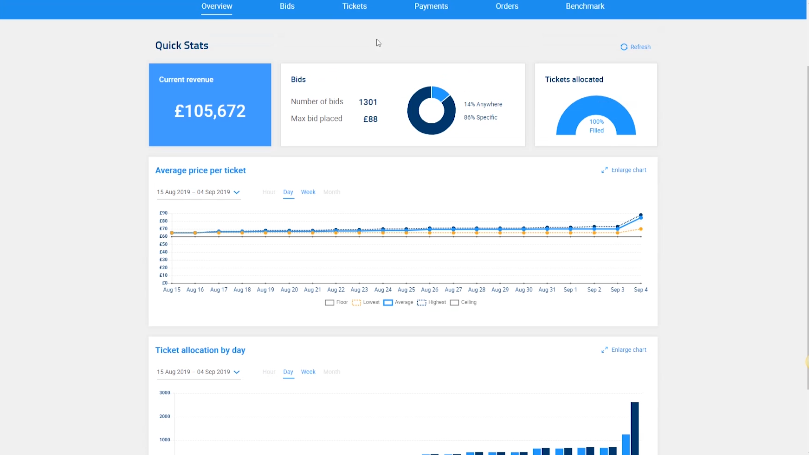 Overview Bids Tickets Payments Orders Benchmark
Quick Stats
Refresh
Current revenue
£105,672
Bids
Number of bids 1301
Max bid placed £88
14% Anywhere
86% Specific
Tickets allocated
100%
Filled
Average price per ticket
Enlarge chart
15 Aug 2019 – 04 Sep 2019 Hour Day Week Month
£90
£80
£70
£60
£50
£40
£30
£20
£10
£0
Aug 15 Aug 16 Aug 17 Aug 18 Aug 19 Aug 20 Aug 21 Aug 22 Aug 23 Aug 24 Aug 25 Aug 26 Aug 27 Aug 28 Aug 29 Aug 30 Aug 31 Sep 1 Sep 2 Sep 3 Sep 4
Floor Lowest Average Highest Ceiling
Ticket allocation by day
Enlarge chart
15 Aug 2019 – 04 Sep 2019 Hour Day Week Month
3000
2000
1000